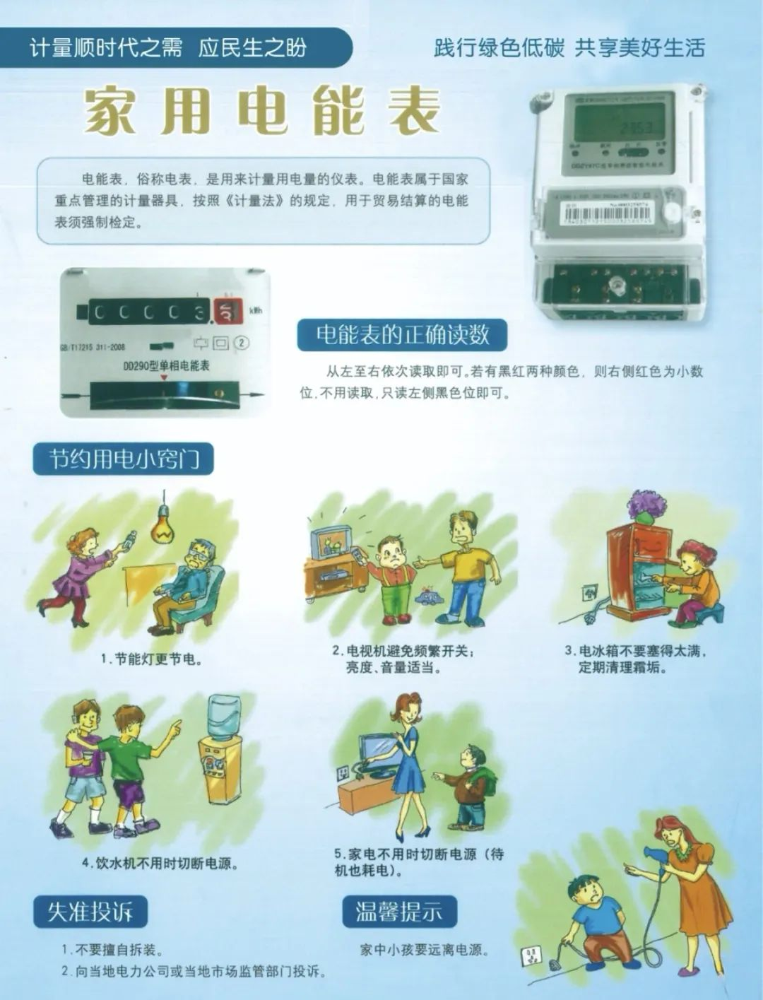 计量顺时代之需 应民生之盼
践行绿色低碳 共享美好生活
家用电能表
电能表，俗称电表，是用来计量用电量的仪表。电能表属于国家
重点管理的计量器具，按照《计量法》的规定，用于贸易结算的电能
表须强制检定。
0 0 0 0 3
kWh
GB/T17215 311-2008
2
DD290型单相电能表
电能表的正确读数
从左至右依次读取即可。若有黑红两种颜色，则右侧红色为小数
位，不用读取，只读左侧黑色位即可。
节约用电小窍门
1.节能灯更节电。
2.电视机避免频繁开关；
亮度、音量适当。
3.电冰箱不要塞得太满，
定期清理霜垢。
4.饮水机不用时切断电源。
5.家电不用时切断电源（待
机也耗电）。
失准投诉
1.不要擅自拆装。
2.向当地电力公司或当地市场监管部门投诉。
温馨提示
家中小孩要远离电源。